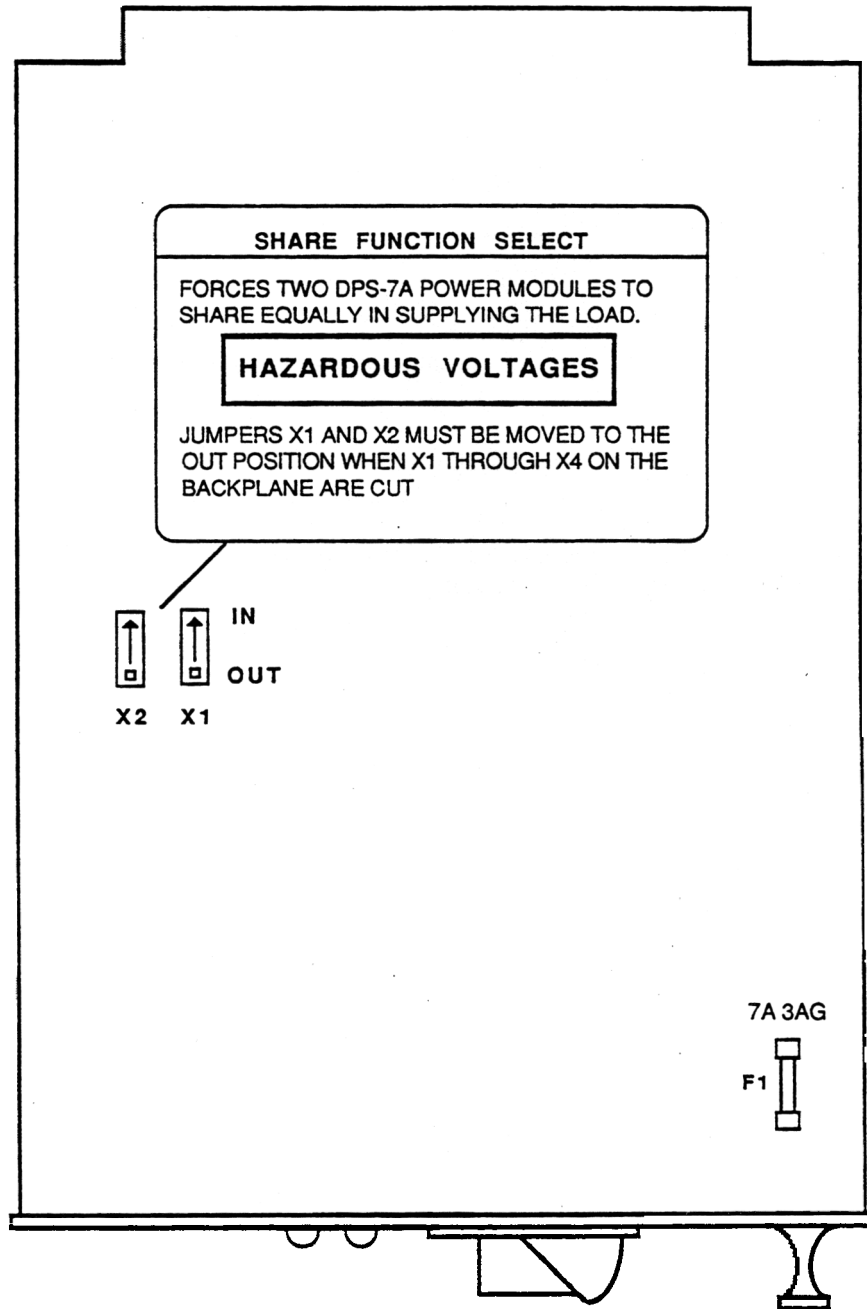 SHARE FUNCTION SELECT
FORCES TWO DPS-7A POWER MODULES TO
SHARE EQUALLY IN SUPPLYING THE LOAD.
HAZARDOUS VOLTAGES
JUMPERS X1 AND X2 MUST BE MOVED TO THE
OUT POSITION WHEN X1 THROUGH X4 ON THE
BACKPLANE ARE CUT
IN
OUT
X2 X1
7A 3AG
F1